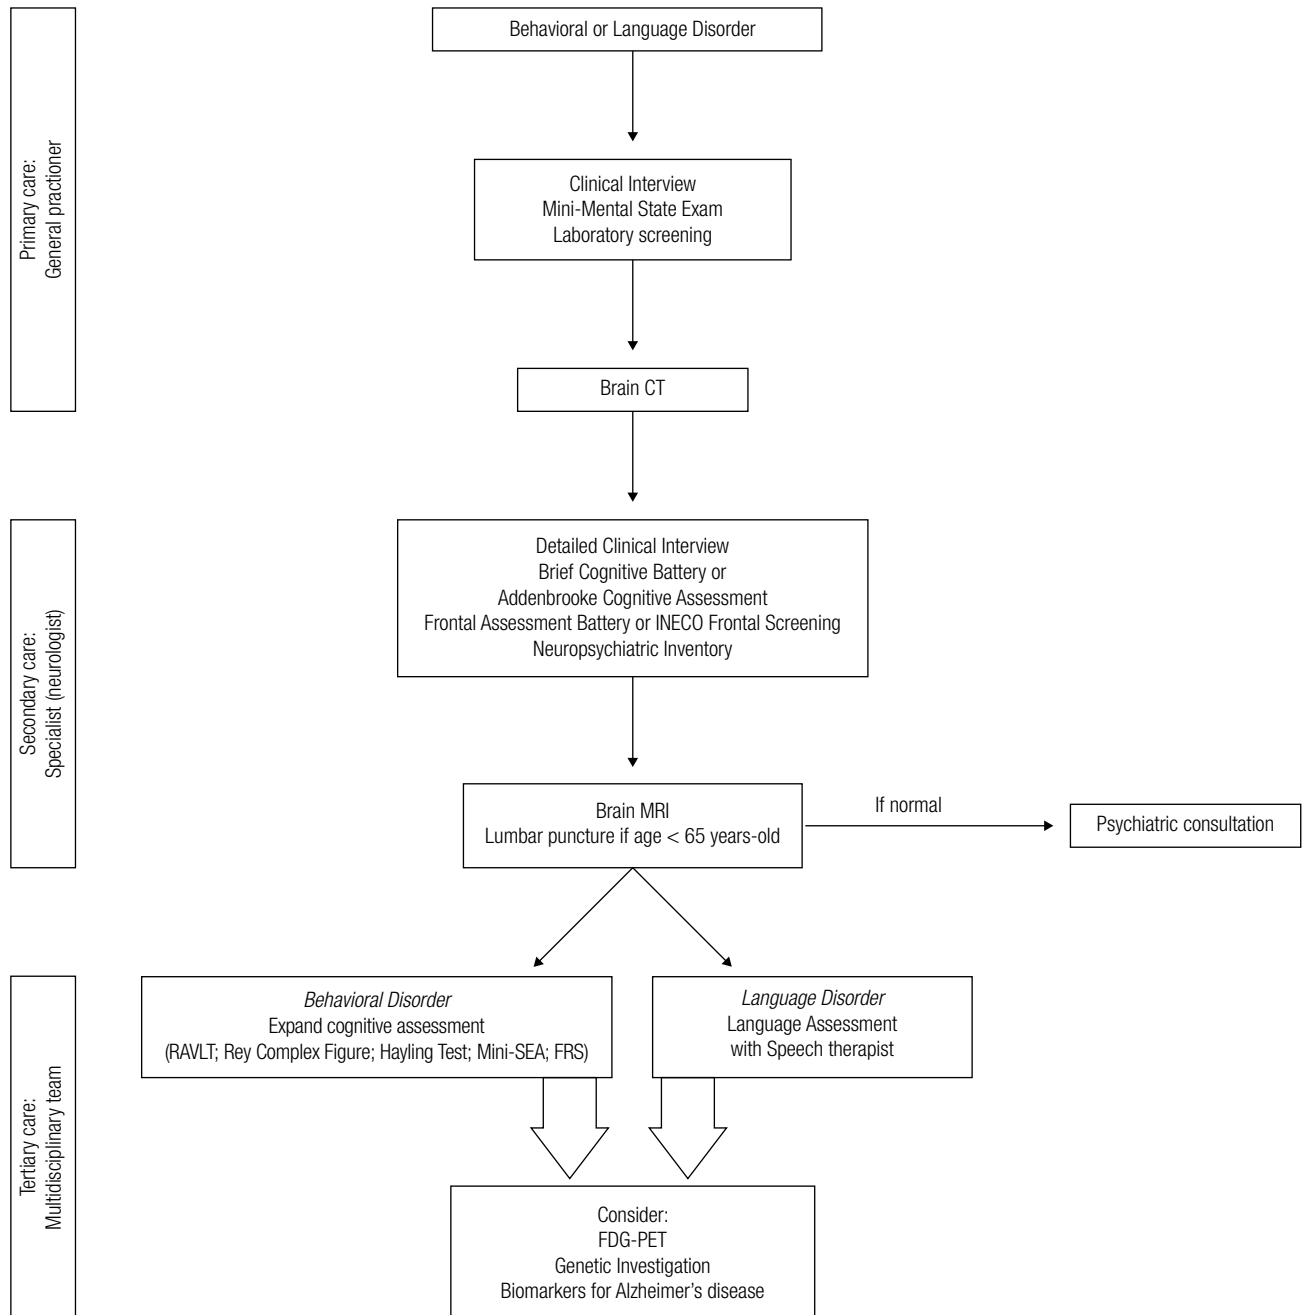 Primary care:
General practioner
Behavioral or Language Disorder
Clinical Interview
Mini-Mental State Exam
Laboratory screening
Brain CT
Secondary care:
Specialist (neurologist)
Detailed Clinical Interview
Brief Cognitive Battery or
Addenbrooke Cognitive Assessment
Frontal Assessment Battery or INECO Frontal Screening
Neuropsychiatric Inventory
Brain MRI
Lumbar puncture if age < 65 years-old
If normal
Psychiatric consultation
Tertiary care:
Multidisciplinary team
Behavioral Disorder
Expand cognitive assessment
(RAVLT; Rey Complex Figure; Hayling Test; Mini-SEA; FRS)
Language Disorder
Language Assessment
with Speech therapist
Consider:
FDG-PET
Genetic Investigation
Biomarkers for Alzheimer's disease